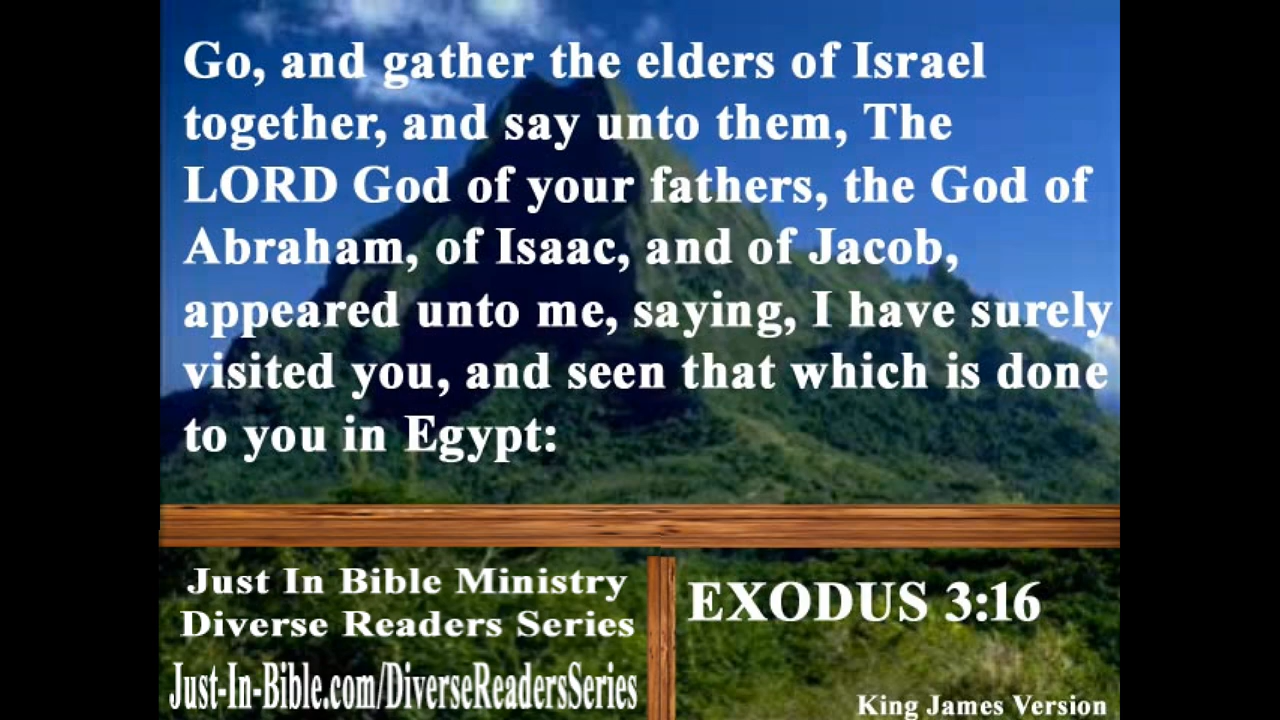 Go, and gather the elders of Israel
together, and say unto them, The
LORD God of your fathers, the God of
Abraham, of Isaac, and of Jacob,
appeared unto me, saying, I have surely
visited you, and seen that which is done
to you in Egypt:
Just In Bible Ministry
Diverse Readers Series
Just-In-Bible.com/DiverseReadersSeries
EXODUS 3:16
King James Version